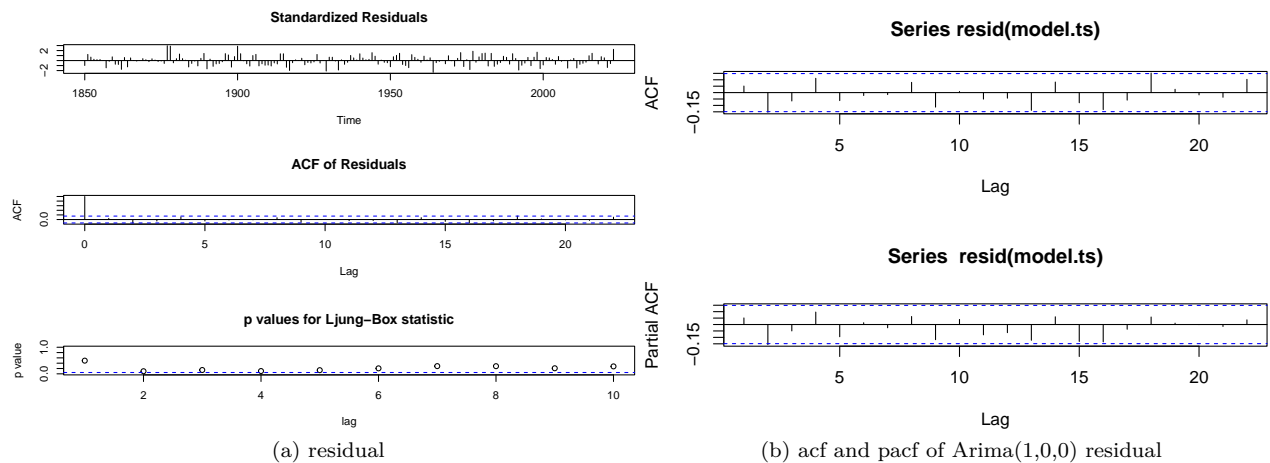 Standardized Residuals
2
−2
1850 1900 1950 2000
Time
ACF of Residuals
ACF
0.0
0 5 10 15 20
Lag
p values for Ljung−Box statistic
p value
1.0
0.0
2 4 6 8 10
lag
(a) residual
Series resid(model.ts)
ACF
−0.15
5 10 15 20
Lag
Series resid(model.ts)
Partial ACF
−0.15
5 10 15 20
Lag
(b) acf and pacf of Arima(1,0,0) residual